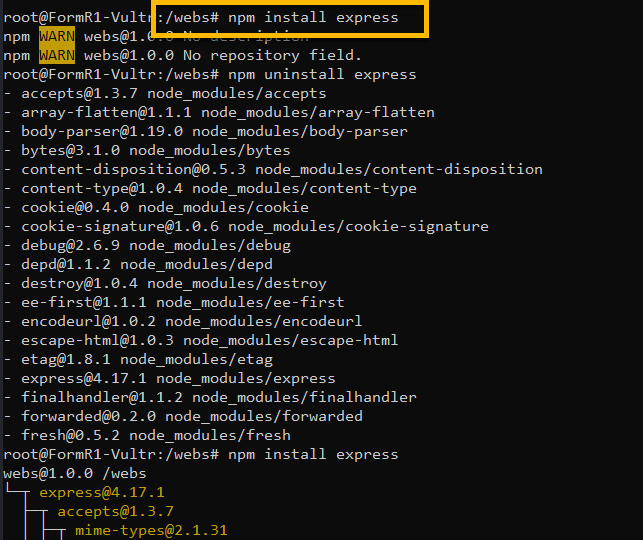 root@FormR1-Vultr:/webs# npm install express
npm WARN webs@1.0.0 No description
npm WARN webs@1.0.0 No repository field.
root@FormR1-Vultr:/webs# npm uninstall express
- accepts@1.3.7 node_modules/accepts
- array-flatten@1.1.1 node_modules/array-flatten
- body-parser@1.19.0 node_modules/body-parser
- bytes@3.1.0 node_modules/bytes
- content-disposition@0.5.3 node_modules/content-disposition
- content-type@1.0.4 node_modules/content-type
- cookie@0.4.0 node_modules/cookie
- cookie-signature@1.0.6 node_modules/cookie-signature
- debug@2.6.9 node_modules/debug
- depd@1.1.2 node_modules/depd
- destroy@1.0.4 node_modules/destroy
- ee-first@1.1.1 node_modules/ee-first
- encodeurl@1.0.2 node_modules/encodeurl
- escape-html@1.0.3 node_modules/escape-html
- etag@1.8.1 node_modules/etag
- express@4.17.1 node_modules/express
- finalhandler@1.1.2 node_modules/finalhandler
- forwarded@0.2.0 node_modules/forwarded
- fresh@0.5.2 node_modules/fresh
root@FormR1-Vultr:/webs# npm install express
webs@1.0.0 /webs
└─┬ express@4.17.1
  ├─┬ accepts@1.3.7
  │ ├─┬ mime-types@2.1.31